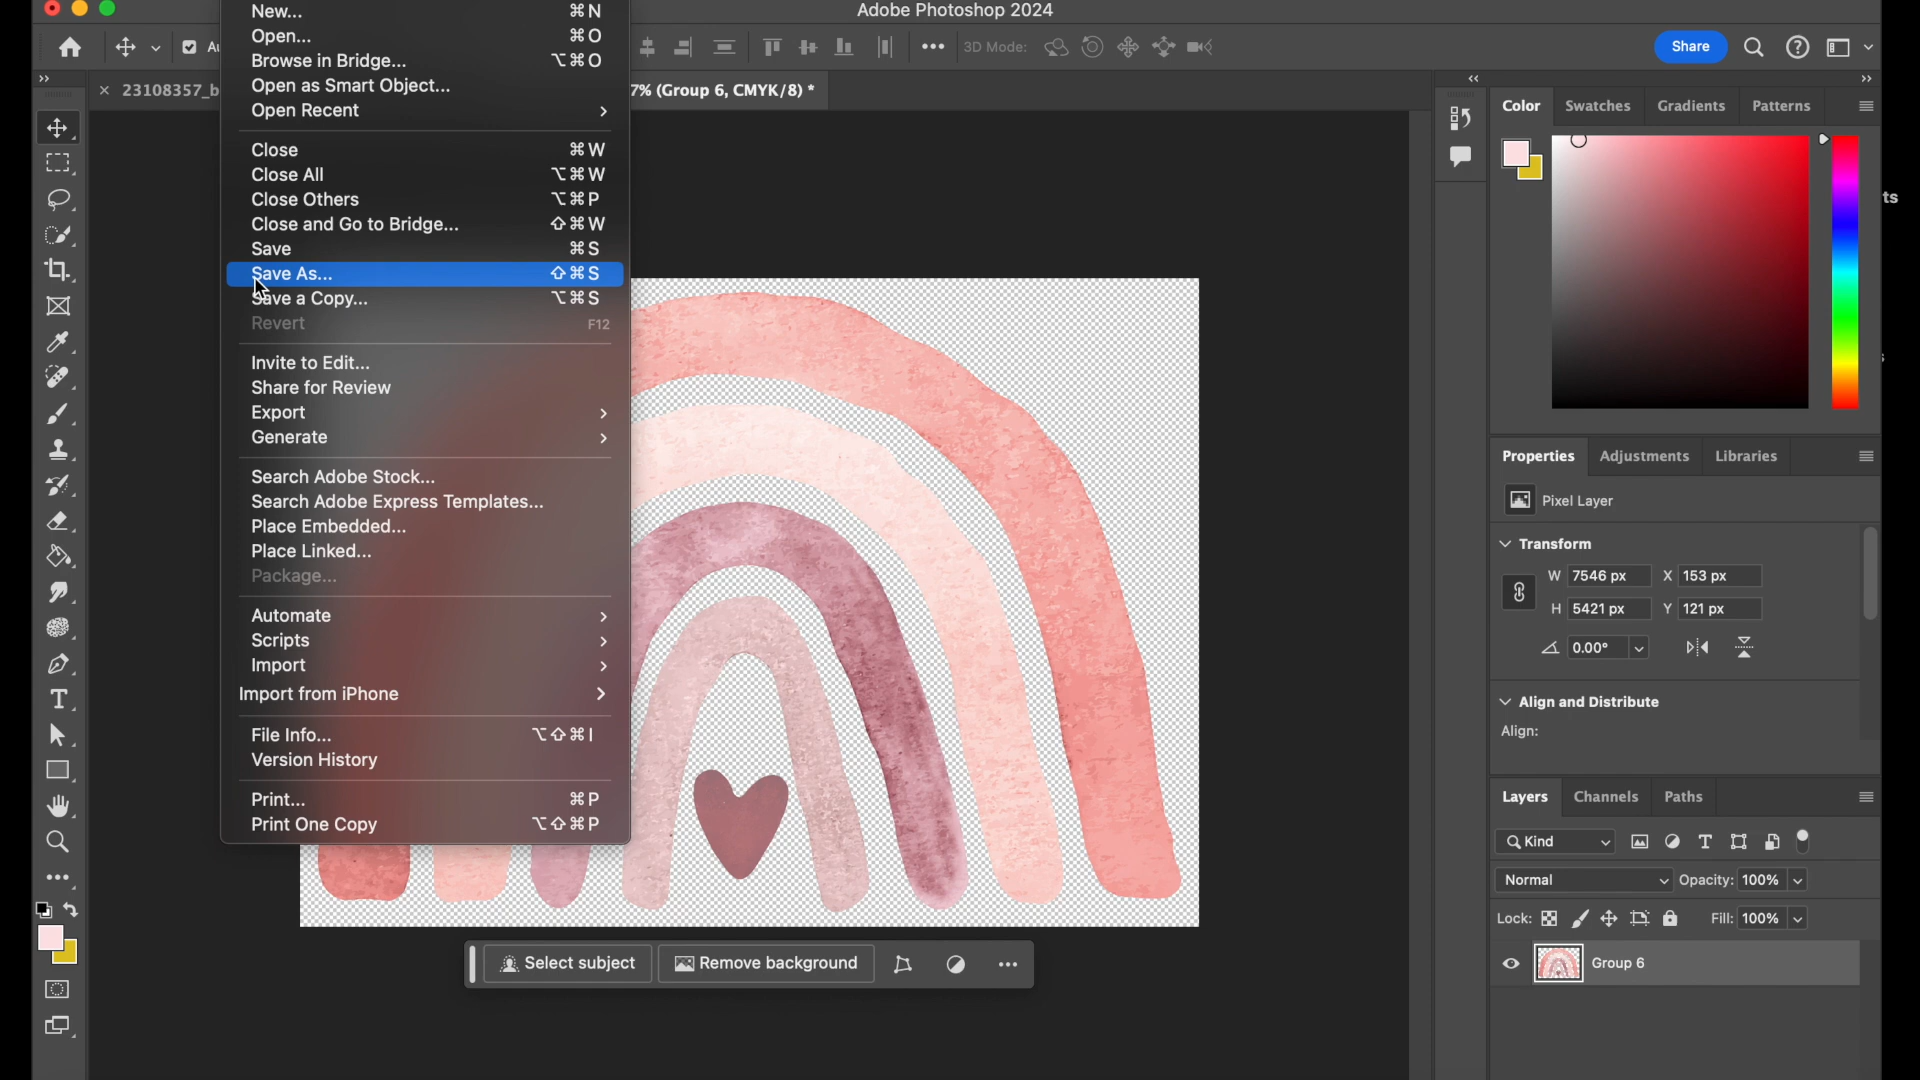 Adobe Photoshop 2024
3D Mode:
Share
23108357_b
7% (Group 6, CMYK/8) *
New... ⌘N
Open... ⌘O
Browse in Bridge... ⌥⌘O
Open as Smart Object...
Open Recent
Close ⌘W
Close All ⌥⌘W
Close Others ⌥⌘P
Close and Go to Bridge... ⇧⌘W
Save ⌘S
Save As... ⇧⌘S
Save a Copy... ⌥⌘S
Revert F12
Invite to Edit...
Share for Review
Export
Generate
Search Adobe Stock...
Search Adobe Express Templates...
Place Embedded...
Place Linked...
Package...
Automate
Scripts
Import
Import from iPhone
File Info... ⌥⇧⌘I
Version History
Print... ⌘P
Print One Copy ⌥⇧⌘P
Select subject
Remove background
Color Swatches Gradients Patterns
ts
Properties Adjustments Libraries
Pixel Layer
Transform
W 7546 px X 153 px
H 5421 px Y 121 px
0.00°
Align and Distribute
Align:
Layers Channels Paths
Kind
Normal Opacity: 100%
Lock: Fill: 100%
Group 6